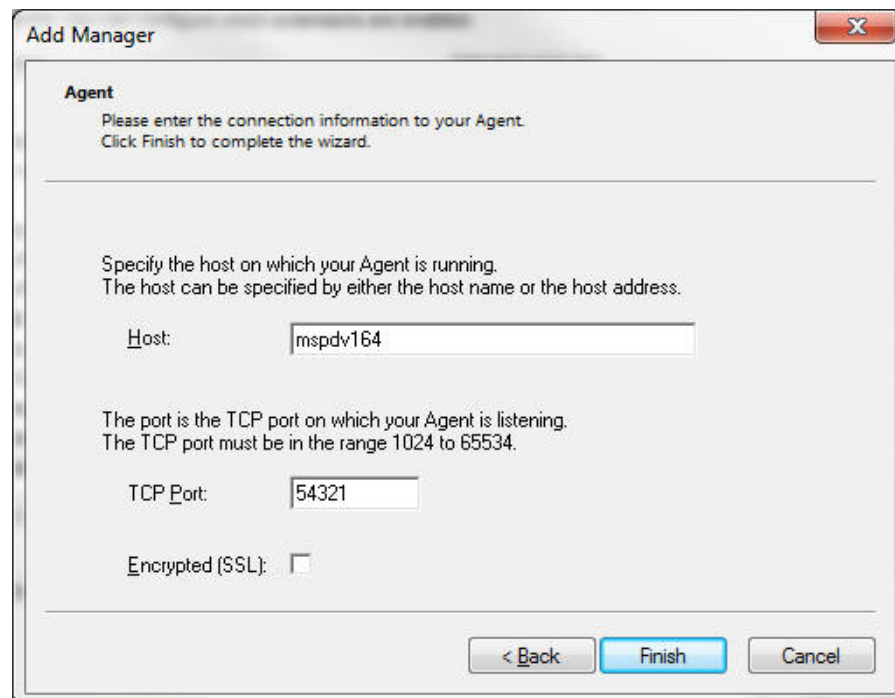 Add Manager
Agent
Please enter the connection information to your Agent.
Click Finish to complete the wizard.
Specify the host on which your Agent is running.
The host can be specified by either the host name or the host address.
Host: mspdv164
The port is the TCP port on which your Agent is listening.
The TCP port must be in the range 1024 to 65534.
TCP Port: 54321
Encrypted (SSL):
< Back Finish Cancel